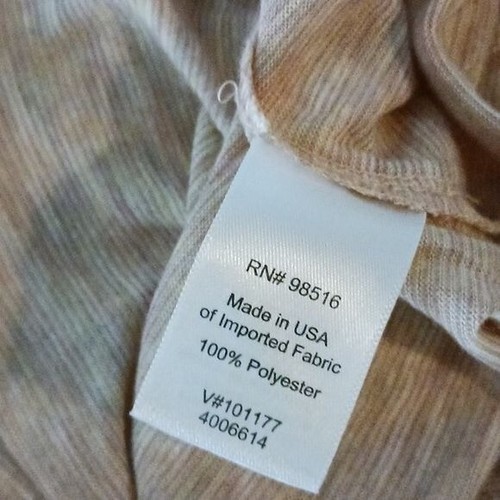 RN# 98516
Made in USA
of Imported Fabric
100% Polyester
V#101177
4006614